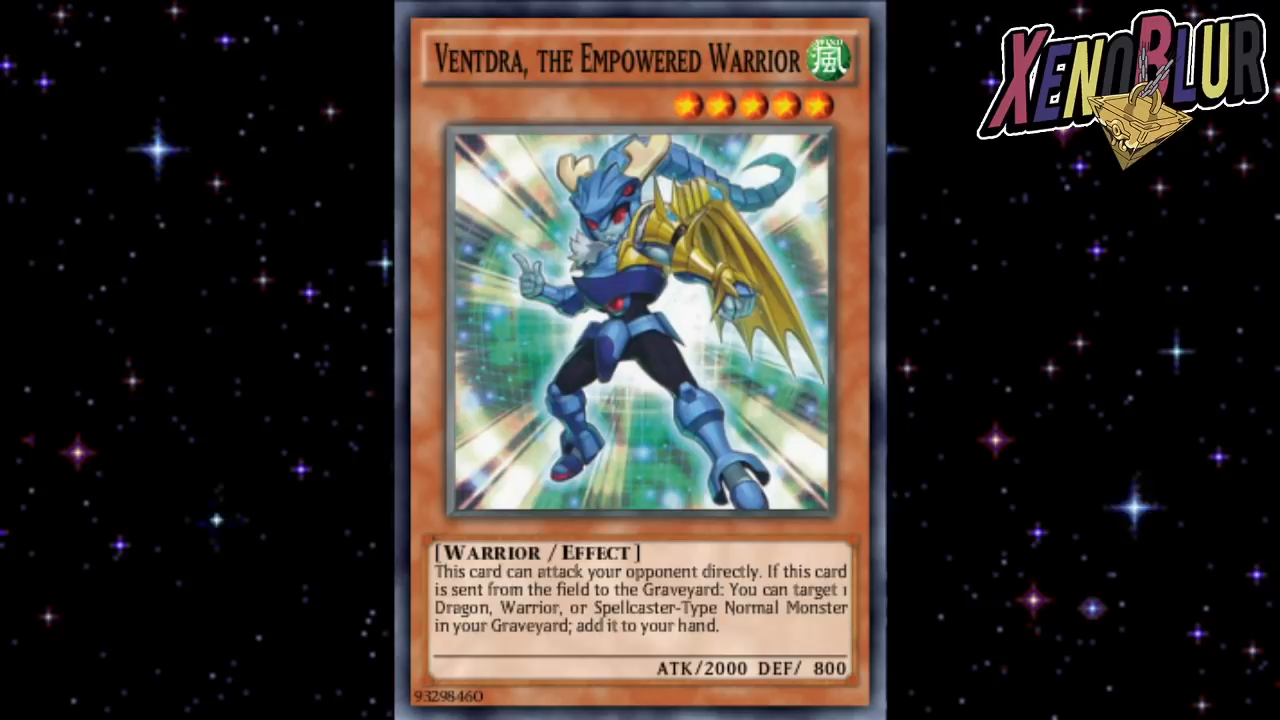 VENTDRA, THE EMPOWERED WARRIOR
WIND
風
XENOBLUR
[WARRIOR / EFFECT]
This card can attack your opponent directly. If this card
is sent from the field to the Graveyard: You can target 1
Dragon, Warrior, or Spellcaster-Type Normal Monster
in your Graveyard; add it to your hand.
ATK/2000 DEF/ 800
93298460